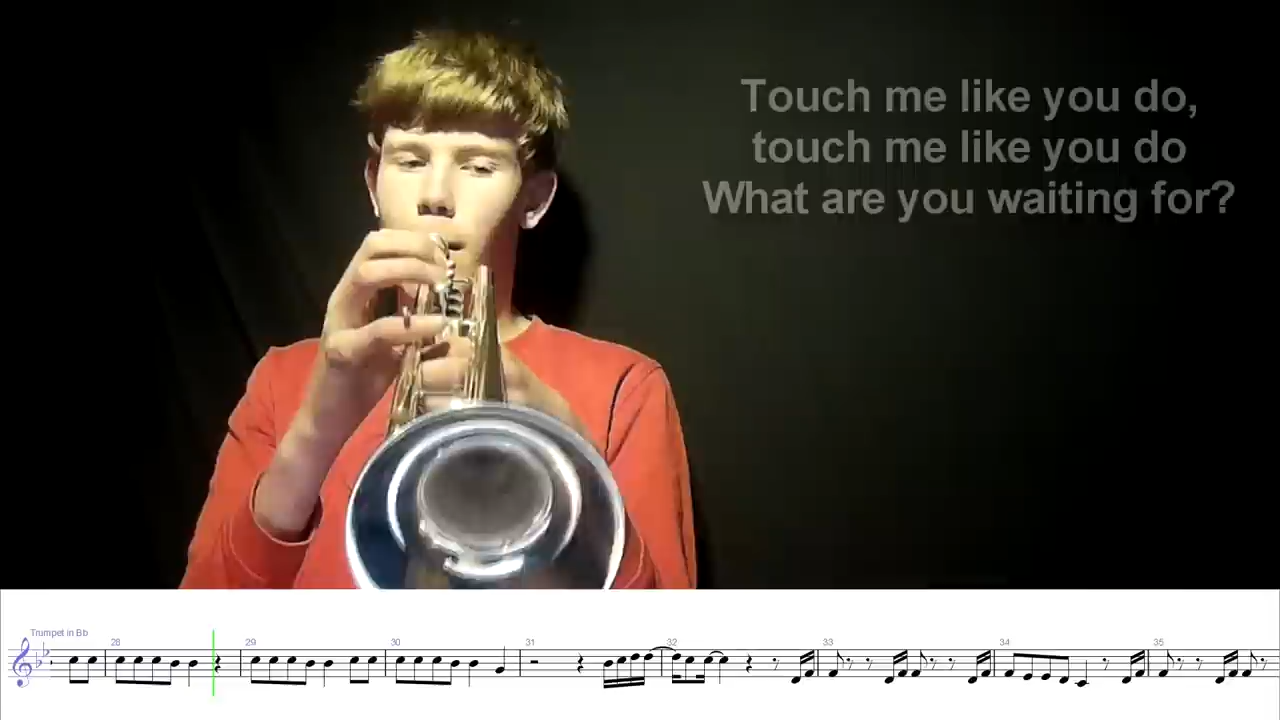 Touch me like you do,
touch me like you do
What are you waiting for?
Trumpet in Bb
28 29 30 31 32 33 34 35